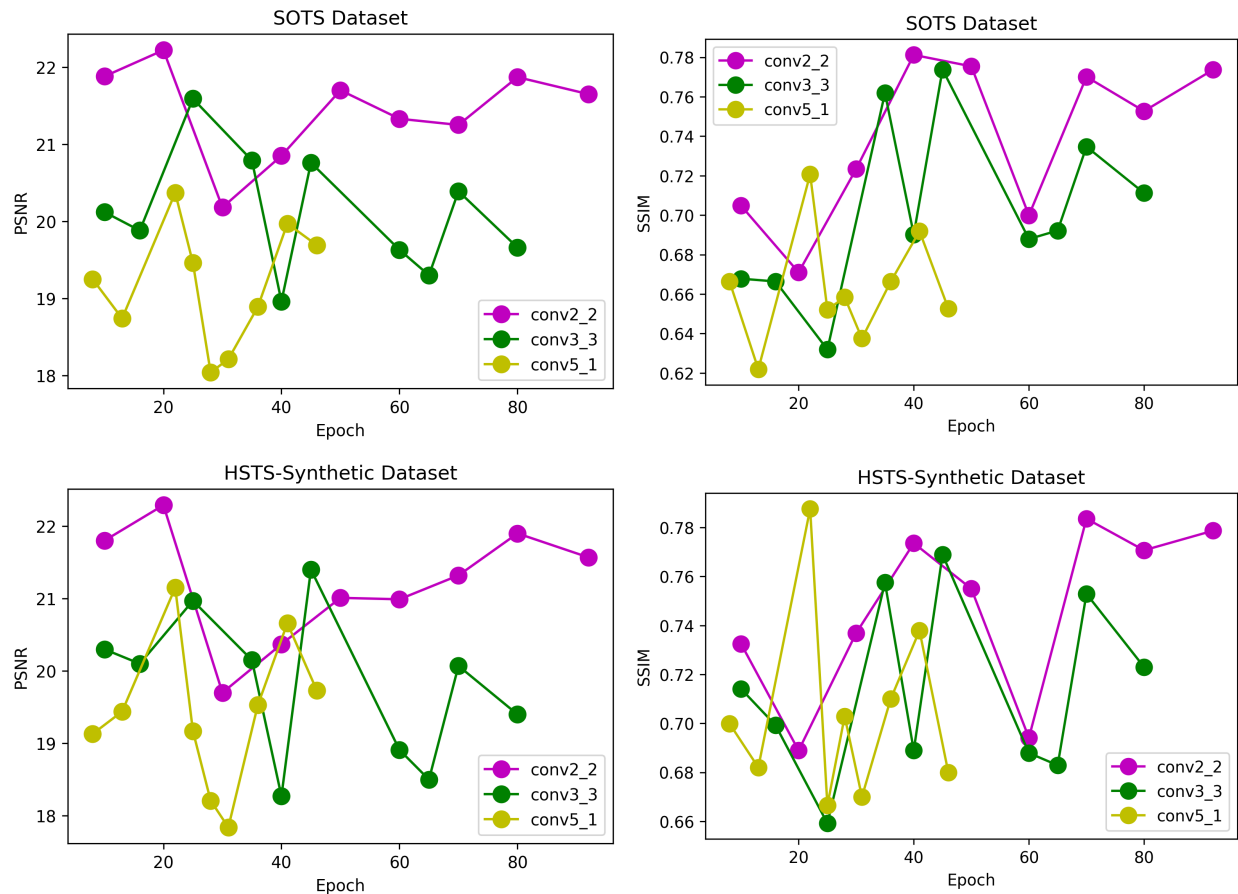 SOTS Dataset
22
21
20
19
18
PSNR
20
40
60
80
Epoch
conv2_2
conv3_3
conv5_1
SOTS Dataset
0.78
0.76
0.74
0.72
0.70
0.68
0.66
0.64
0.62
SSIM
20
40
60
80
Epoch
conv2_2
conv3_3
conv5_1
HSTS-Synthetic Dataset
22
21
20
19
18
PSNR
20
40
60
80
Epoch
conv2_2
conv3_3
conv5_1
HSTS-Synthetic Dataset
0.78
0.76
0.74
0.72
0.70
0.68
0.66
SSIM
20
40
60
80
Epoch
conv2_2
conv3_3
conv5_1